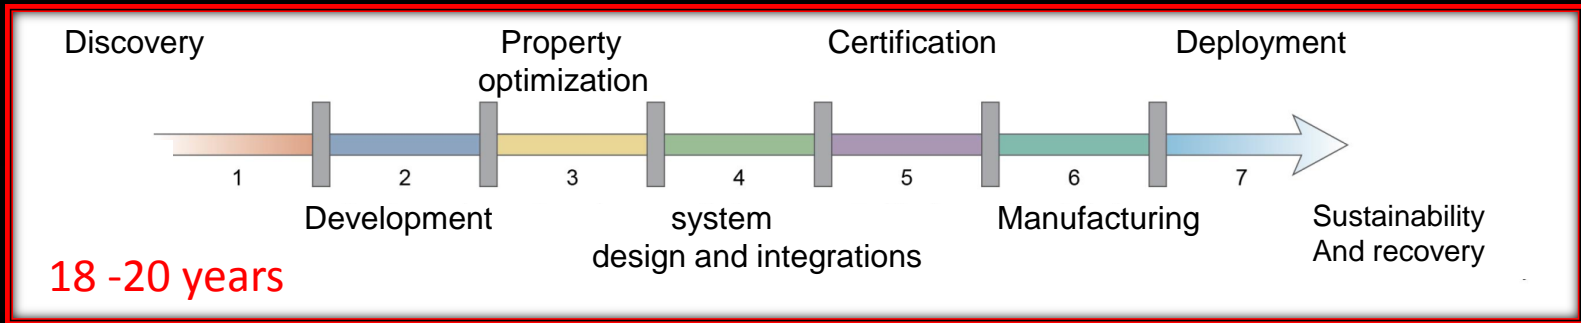 Discovery
Property
optimization
Certification
Deployment
1
2
3
4
5
6
7
Development
system
design and integrations
Manufacturing
Sustainability
And recovery
18 -20 years